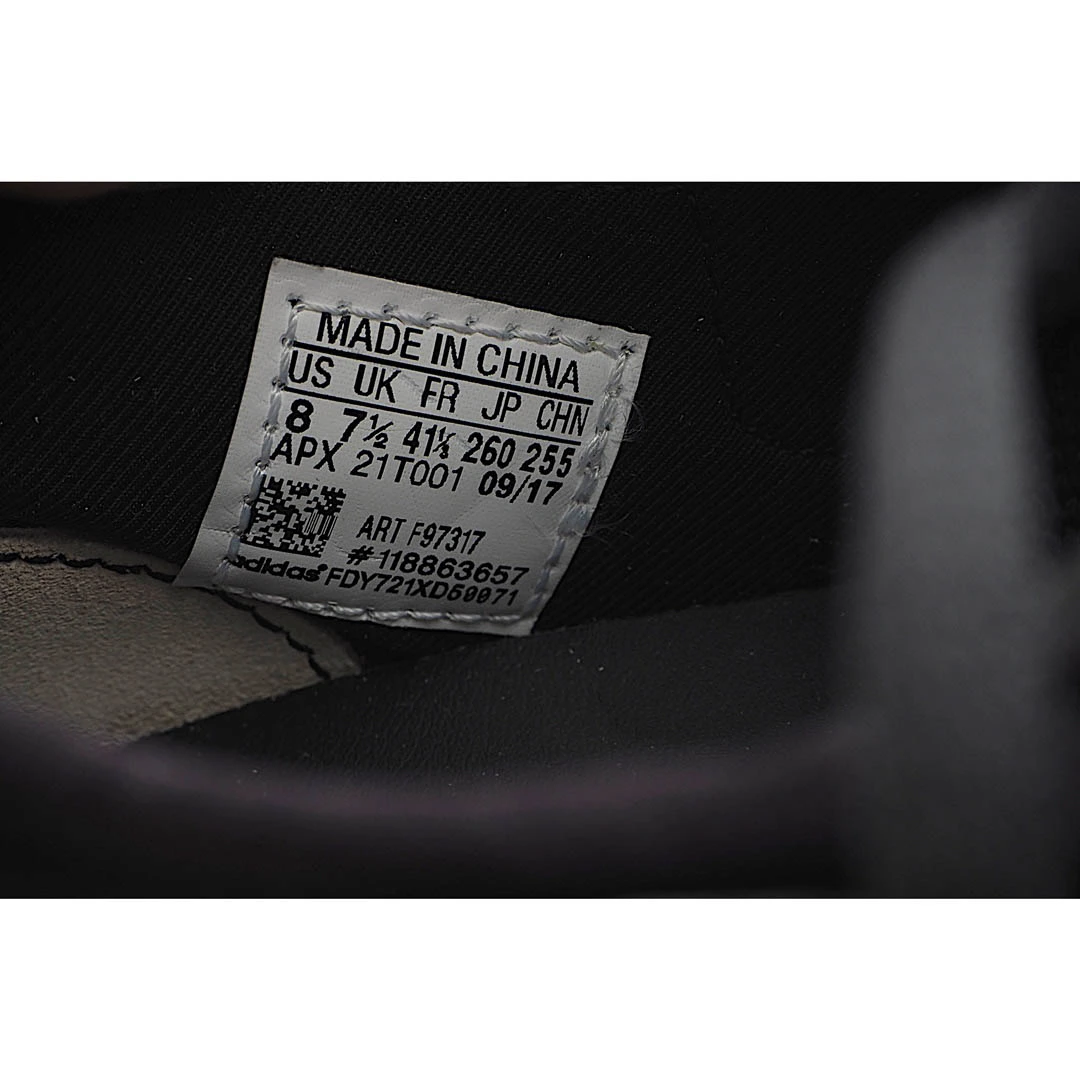 MADE IN CHINA
US UK FR JP CHN
8 7½ 41⅓ 260 255
APX 21T001 09/17
ART F97317
#118863657
adidas FDY721XD50071